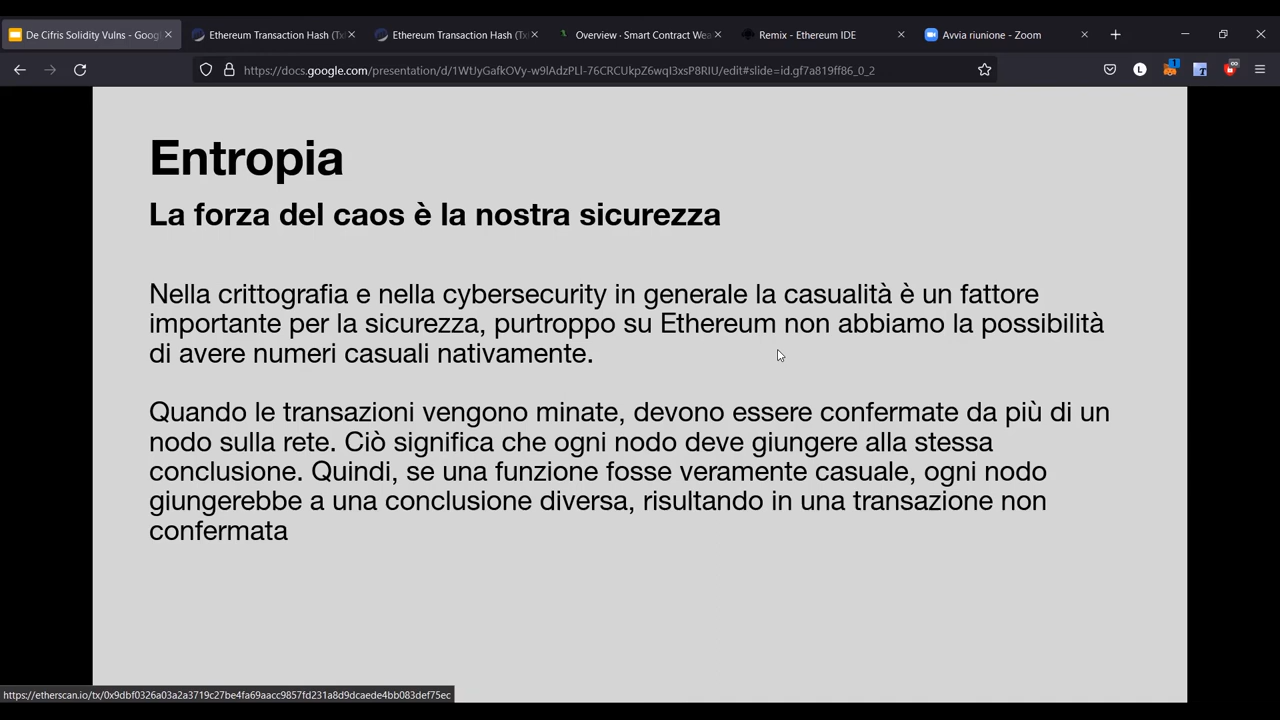 De Cifris Solidity Vulns - Goog
Ethereum Transaction Hash (Tx
Ethereum Transaction Hash (Tx
Overview · Smart Contract Wea
Remix - Ethereum IDE
Avvia riunione - Zoom
https://docs.google.com/presentation/d/1WtJyGafkOVy-w9lAdzPLl-76CRCUkpZ6wqI3xsP8RIU/edit#slide=id.gf7a819ff86_0_2
L
1
Entropia
La forza del caos è la nostra sicurezza
Nella crittografia e nella cybersecurity in generale la casualità è un fattore
importante per la sicurezza, purtroppo su Ethereum non abbiamo la possibilità
di avere numeri casuali nativamente.
Quando le transazioni vengono minate, devono essere confermate da più di un
nodo sulla rete. Ciò significa che ogni nodo deve giungere alla stessa
conclusione. Quindi, se una funzione fosse veramente casuale, ogni nodo
giungerebbe a una conclusione diversa, risultando in una transazione non
confermata
https://etherscan.io/tx/0x9dbf0326a03a2a3719c27be4fa69aacc9857fd231a8d9dcaede4bb083def75ec